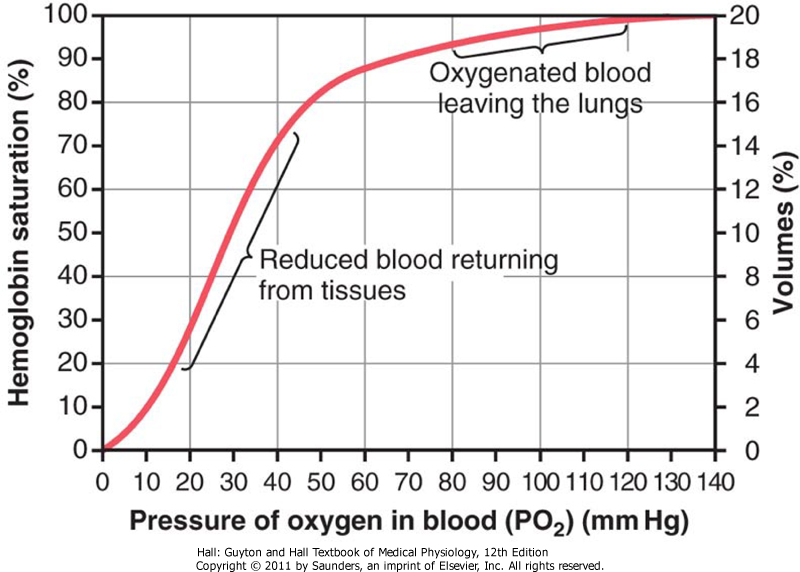 Hemoglobin saturation (%)
100
90
80
70
60
50
40
30
20
10
0
Oxygenated blood
leaving the lungs
Reduced blood returning
from tissues
20
18
16
14
12
10
8
6
4
2
0
Volumes (%)
0 10 20 30 40 50 60 70 80 90 100 110 120 130 140
Pressure of oxygen in blood (PO₂) (mm Hg)
Hall: Guyton and Hall Textbook of Medical Physiology, 12th Edition
Copyright © 2011 by Saunders, an imprint of Elsevier, Inc. All rights reserved.